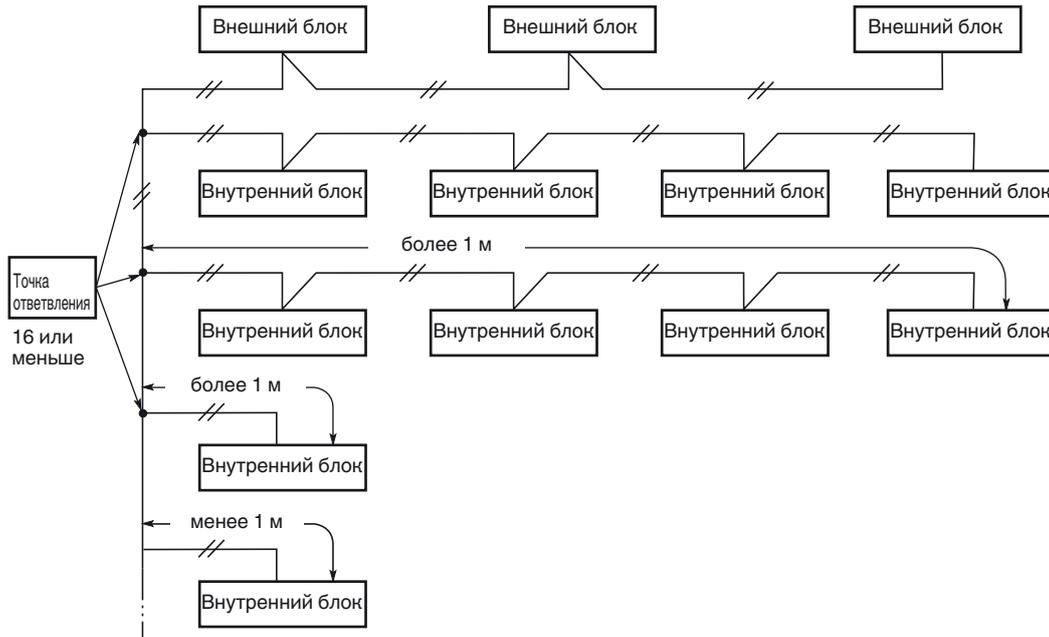 Внешний блок
Внешний блок
Внешний блок
Внутренний блок
Внутренний блок
Внутренний блок
Внутренний блок
более 1 м
Точка
ответвления
16 или
меньше
Внутренний блок
Внутренний блок
Внутренний блок
Внутренний блок
более 1 м
Внутренний блок
менее 1 м
Внутренний блок